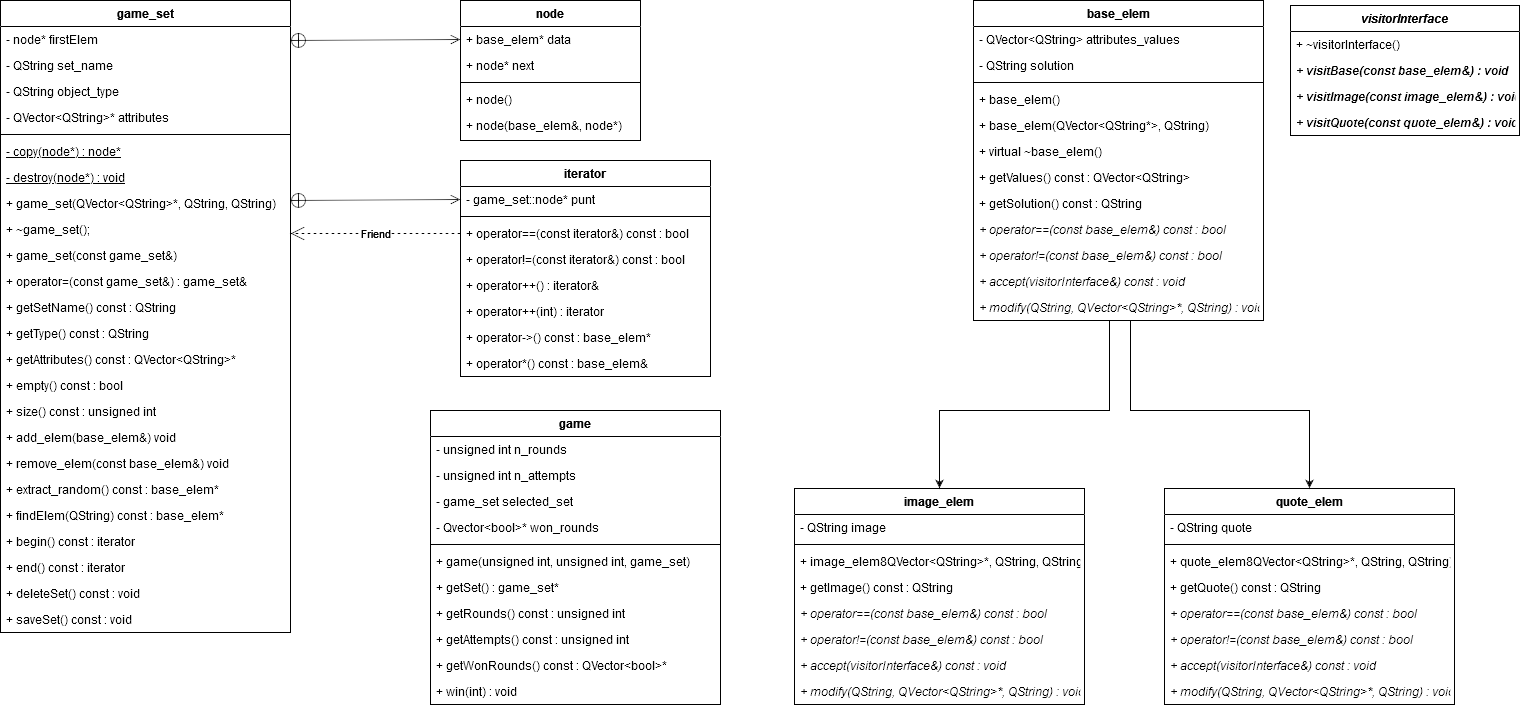 game_set
- node* firstElem
- QString set_name
- QString object_type
- QVector<QString>* attributes
- copy(node*) : node*
- destroy(node*) : void
+ game_set(QVector<QString>*, QString, QString)
+ ~game_set();
+ game_set(const game_set&)
+ operator=(const game_set&) : game_set&
+ getSetName() const : QString
+ getType() const : QString
+ getAttributes() const : QVector<QString>*
+ empty() const : bool
+ size() const : unsigned int
+ add_elem(base_elem&) void
+ remove_elem(const base_elem&) void
+ extract_random() const : base_elem*
+ findElem(QString) const : base_elem*
+ begin() const : iterator
+ end() const : iterator
+ deleteSet() const : void
+ saveSet() const : void
node
+ base_elem* data
+ node* next
+ node()
+ node(base_elem&, node*)
iterator
- game_set::node* punt
+ operator==(const iterator&) const : bool
+ operator!=(const iterator&) const : bool
+ operator++() : iterator&
+ operator++(int) : iterator
+ operator->() const : base_elem*
+ operator*() const : base_elem&
Friend
game
- unsigned int n_rounds
- unsigned int n_attempts
- game_set selected_set
- Qvector<bool>* won_rounds
+ game(unsigned int, unsigned int, game_set)
+ getSet() : game_set*
+ getRounds() const : unsigned int
+ getAttempts() const : unsigned int
+ getWonRounds() const : QVector<bool>*
+ win(int) : void
base_elem
- QVector<QString> attributes_values
- QString solution
+ base_elem()
+ base_elem(QVector<QString*>, QString)
+ virtual ~base_elem()
+ getValues() const : QVector<QString>
+ getSolution() const : QString
+ operator==(const base_elem&) const : bool
+ operator!=(const base_elem&) const : bool
+ accept(visitorInterface&) const : void
+ modify(QString, QVector<QString>*, QString) : voi
visitorInterface
+ ~visitorInterface()
+ visitBase(const base_elem&) : void
+ visitImage(const image_elem&) : voi
+ visitQuote(const quote_elem&) : void
image_elem
- QString image
+ image_elem8QVector<QString>*, QString, QString
+ getImage() const : QString
+ operator==(const base_elem&) const : bool
+ operator!=(const base_elem&) const : bool
+ accept(visitorInterface&) const : void
+ modify(QString, QVector<QString>*, QString) : voi
quote_elem
- QString quote
+ quote_elem8QVector<QString>*, QString, QString
+ getQuote() const : QString
+ operator==(const base_elem&) const : bool
+ operator!=(const base_elem&) const : bool
+ accept(visitorInterface&) const : void
+ modify(QString, QVector<QString>*, QString) : voi